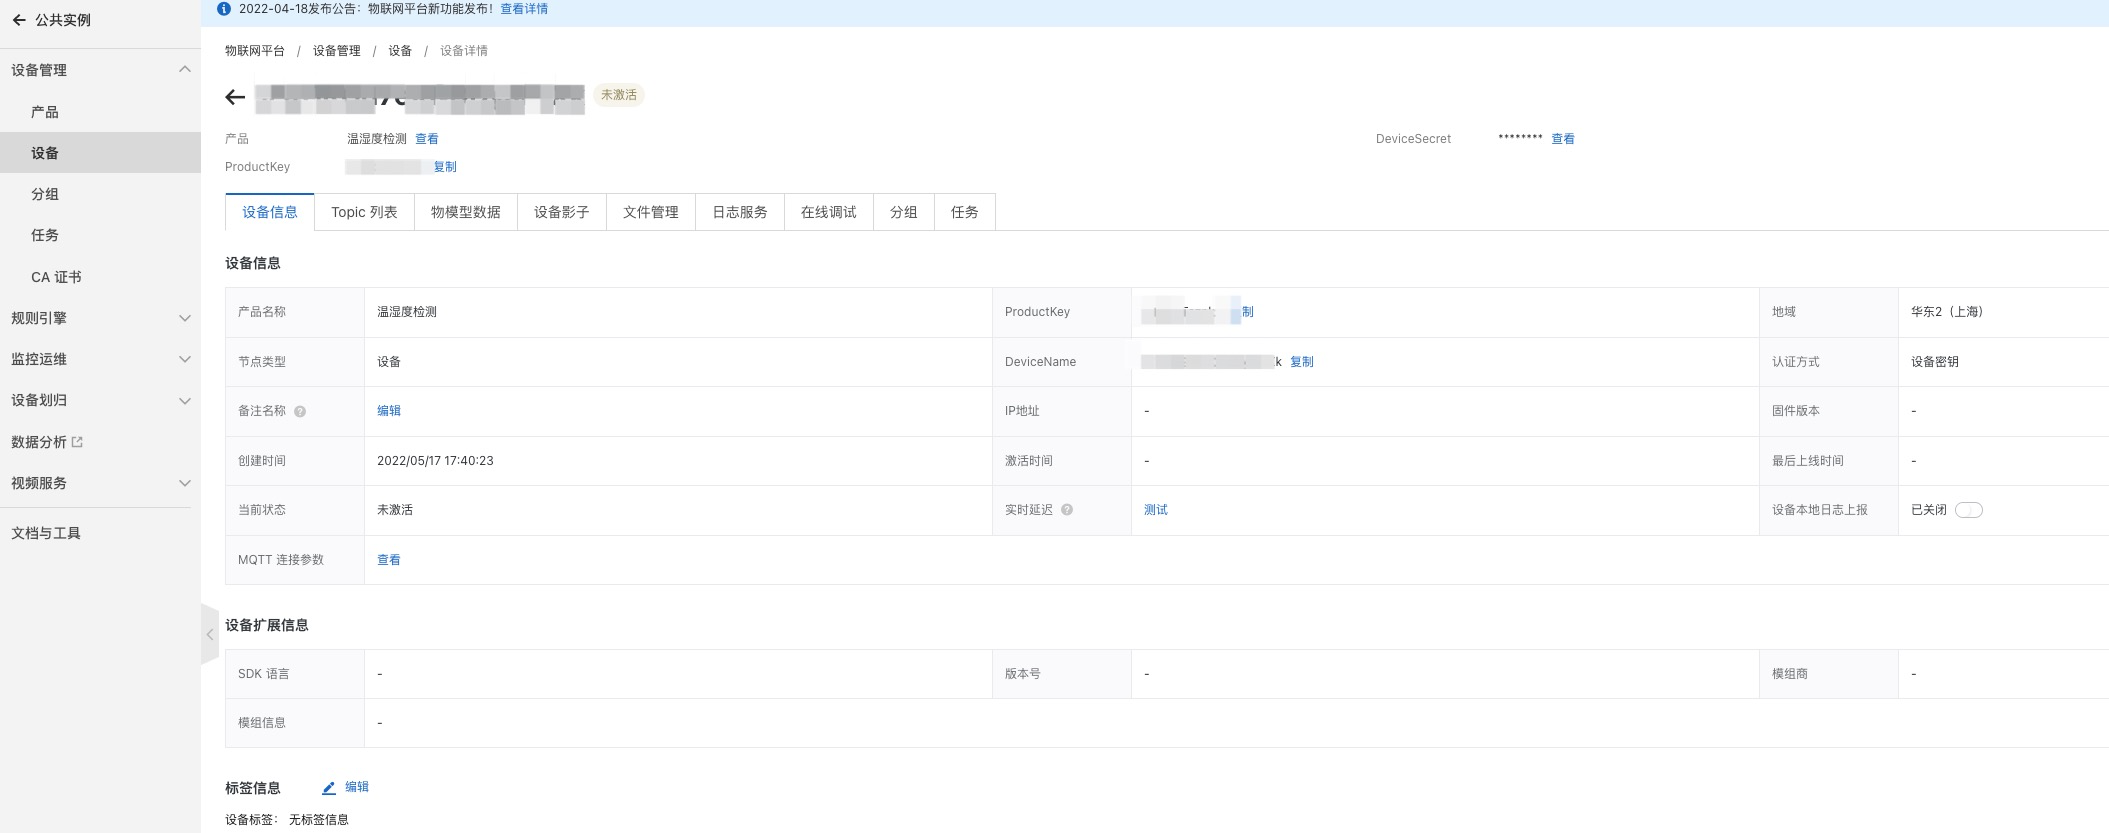 公共实例
设备管理
产品
设备
分组
任务
CA 证书
规则引擎
监控运维
设备划归
数据分析
视频服务
文档与工具
2022-04-18发布公告：物联网平台新功能发布！ 查看详情
物联网平台 / 设备管理 / 设备 / 设备详情
未激活
产品 温湿度检测 查看 DeviceSecret ******** 查看
ProductKey 复制
设备信息 Topic 列表 物模型数据 设备影子 文件管理 日志服务 在线调试 分组 任务
设备信息
产品名称 温湿度检测 ProductKey 制 地域 华东2（上海）
节点类型 设备 DeviceName k 复制 认证方式 设备密钥
备注名称 编辑 IP地址 - 固件版本 -
创建时间 2022/05/17 17:40:23 激活时间 - 最后上线时间 -
当前状态 未激活 实时延迟 测试 设备本地日志上报 已关闭
MQTT 连接参数 查看
设备扩展信息
SDK 语言 - 版本号 - 模组商 -
模组信息 -
标签信息 编辑
设备标签： 无标签信息